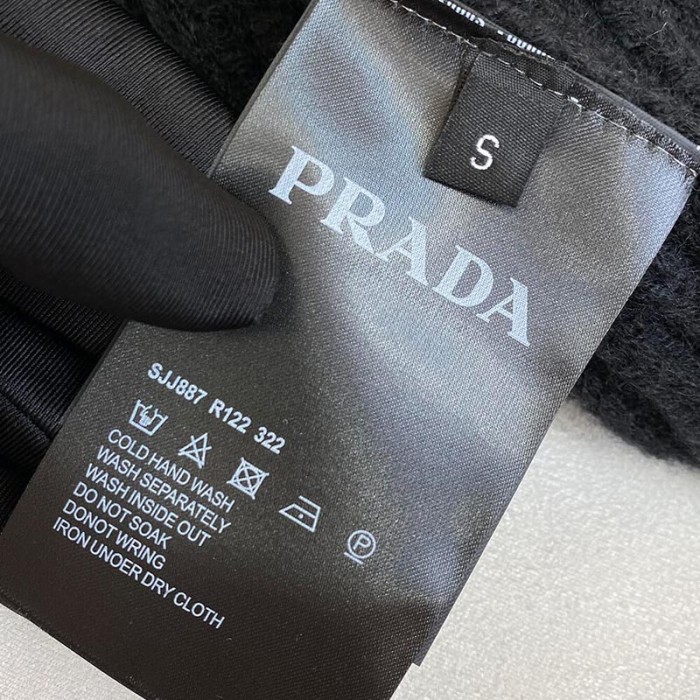 S
PRADA
SJJ887 R122 322
P
COLD HAND WASH
WASH SEPARATELY
WASH INSIDE OUT
DO NOT SOAK
DONOT WRING
IRON UNOER DRY CLOTH